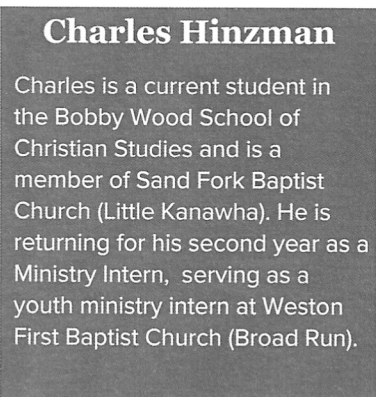 Charles Hinzman
Charles is a current student in
the Bobby Wood School of
Christian Studies and is a
member of Sand Fork Baptist
Church (Little Kanawha). He is
returning for his second year as a
Ministry Intern,  serving as a
youth ministry intern at Weston
First Baptist Church (Broad Run).